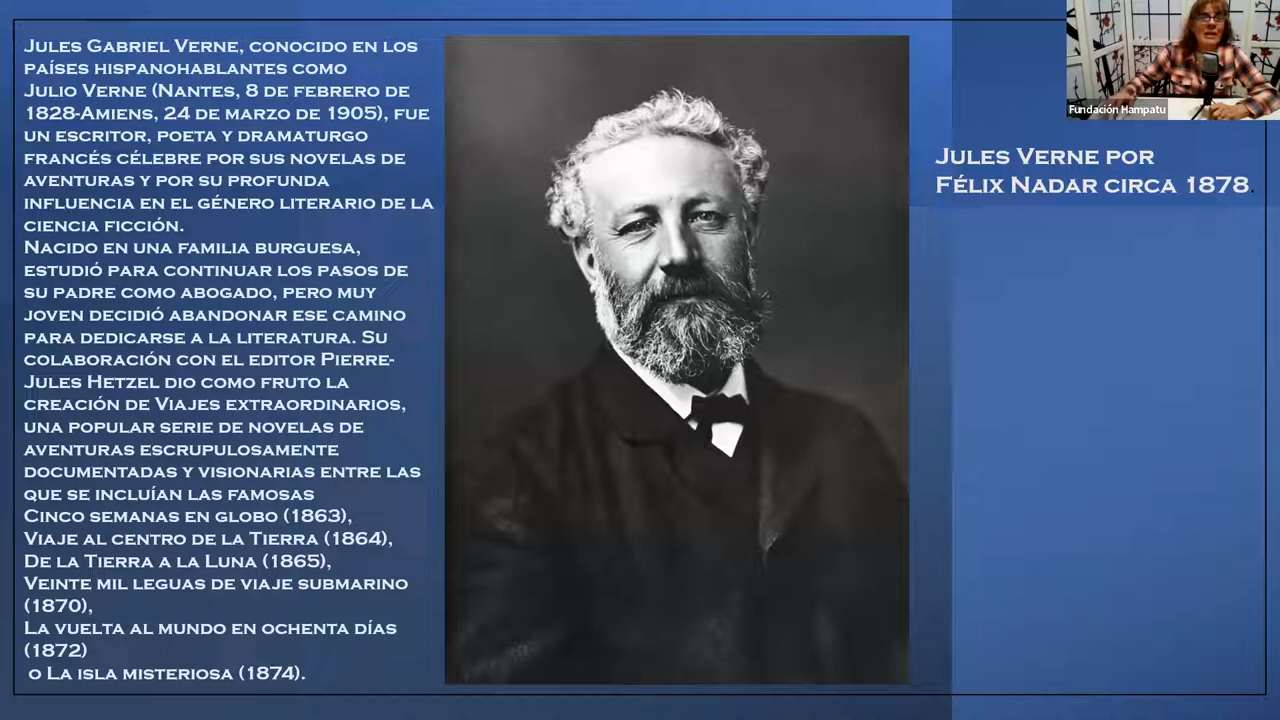 Jules Gabriel Verne, conocido en los
países hispanohablantes como
Julio Verne (Nantes, 8 de febrero de
1828-Amiens, 24 de marzo de 1905), fue
un escritor, poeta y dramaturgo
francés célebre por sus novelas de
aventuras y por su profunda
influencia en el género literario de la
ciencia ficción.
Nacido en una familia burguesa,
estudió para continuar los pasos de
su padre como abogado, pero muy
joven decidió abandonar ese camino
para dedicarse a la literatura. Su
colaboración con el editor Pierre-
Jules Hetzel dio como fruto la
creación de Viajes extraordinarios,
una popular serie de novelas de
aventuras escrupulosamente
documentadas y visionarias entre las
que se incluían las famosas
Cinco semanas en globo (1863),
Viaje al centro de la Tierra (1864),
De la Tierra a la Luna (1865),
Veinte mil leguas de viaje submarino
(1870),
La vuelta al mundo en ochenta días
(1872)
o La isla misteriosa (1874).
Jules Verne por
Félix Nadar circa 1878.
Fundación Hampatu